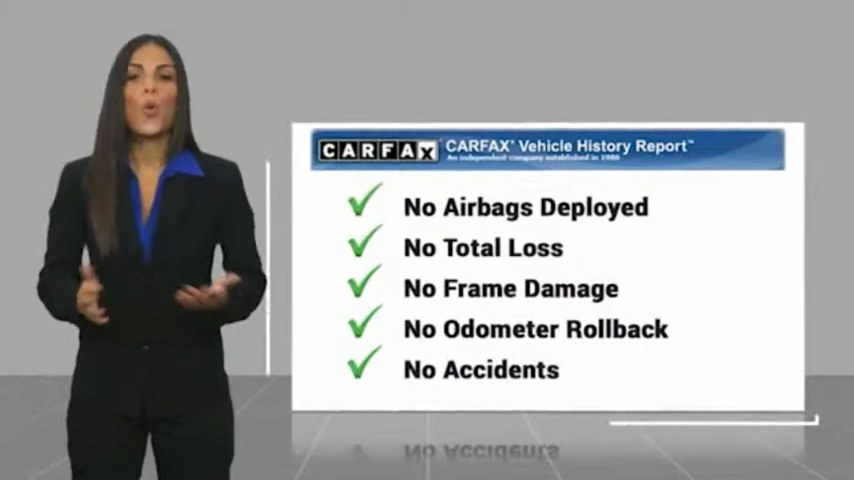 CARFAX
CARFAX® Vehicle History Report™
An independent company established in 1986
No Airbags Deployed
No Total Loss
No Frame Damage
No Odometer Rollback
No Accidents